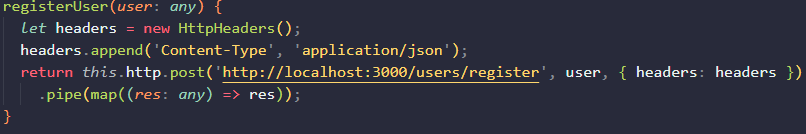 registerUser(user: any) {
let headers = new HttpHeaders();
headers.append('Content-Type', 'application/json');
return this.http.post('http://localhost:3000/users/register', user, { headers: headers })
.pipe(map((res: any) => res));
}